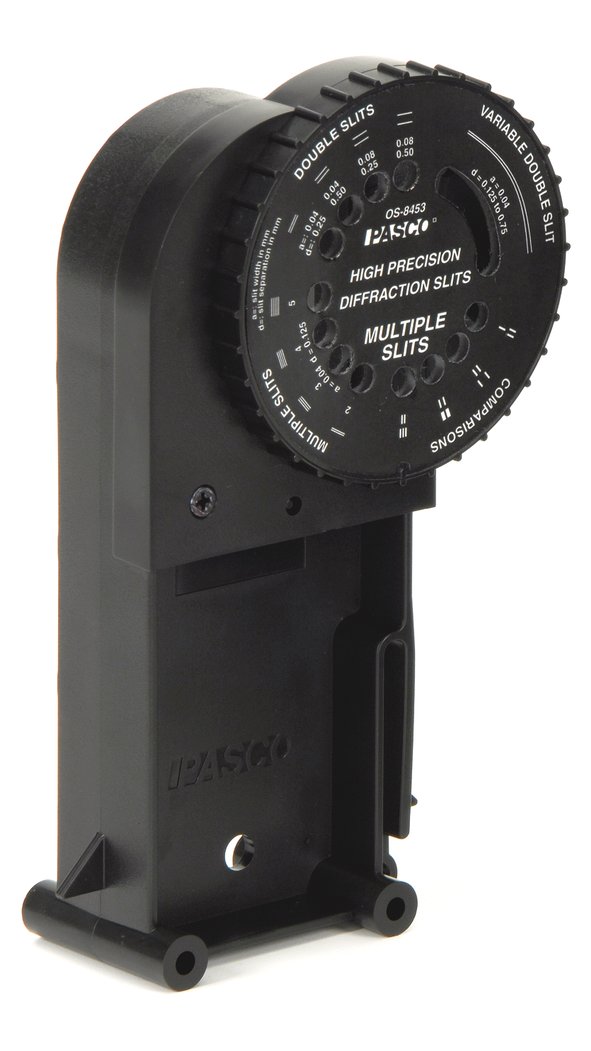 DOUBLE SLITS
VARIABLE DOUBLE SLIT
0.08
0.50
0.08
0.25
0.04
0.50
a=: 0.04
d=: 0.25
a = 0.04
d = 0.125 to 0.75
a=: slit width in mm
d=: slit separation in mm
OS-8453
PASCO
HIGH PRECISION
DIFFRACTION SLITS
MULTIPLE
SLITS
5
4
3
2
a=: 0.04 d=: 0.125
MULTIPLE SLITS
COMPARISONS
PASCO